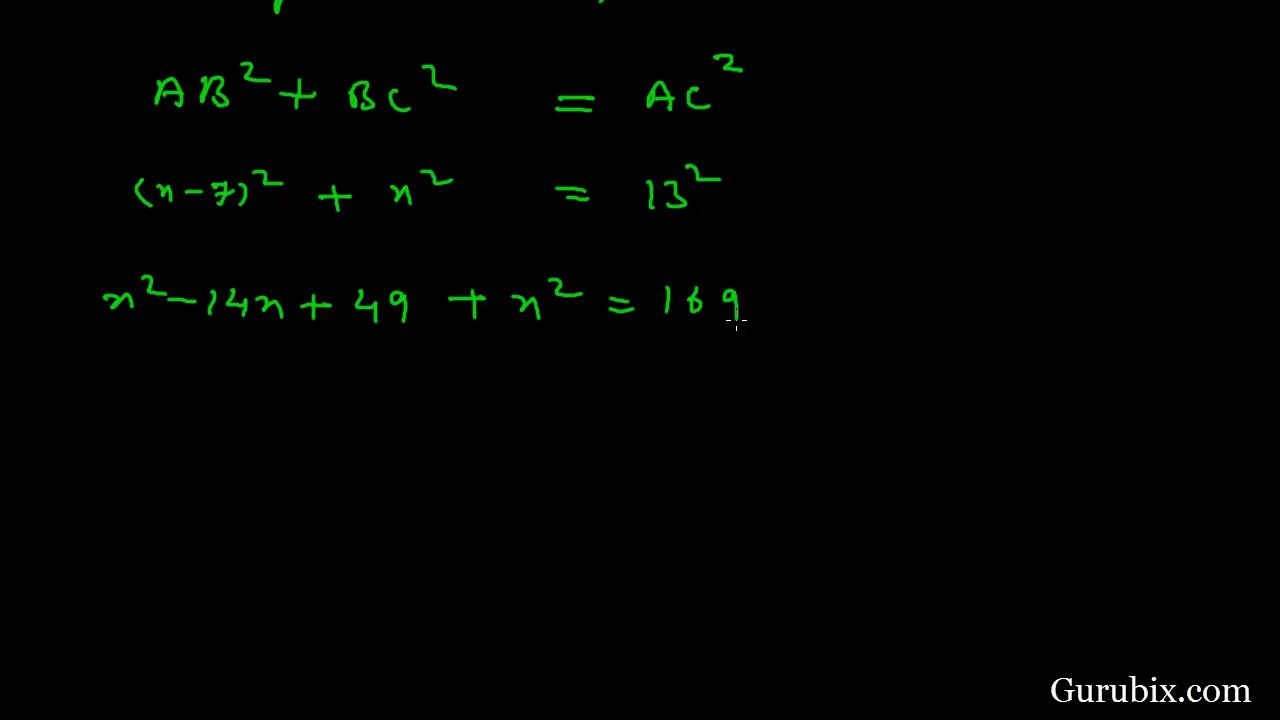 AB² + BC² = AC²
(x - 7)² + x² = 13²
x² - 14x + 49 + x² = 169
Gurubix.com